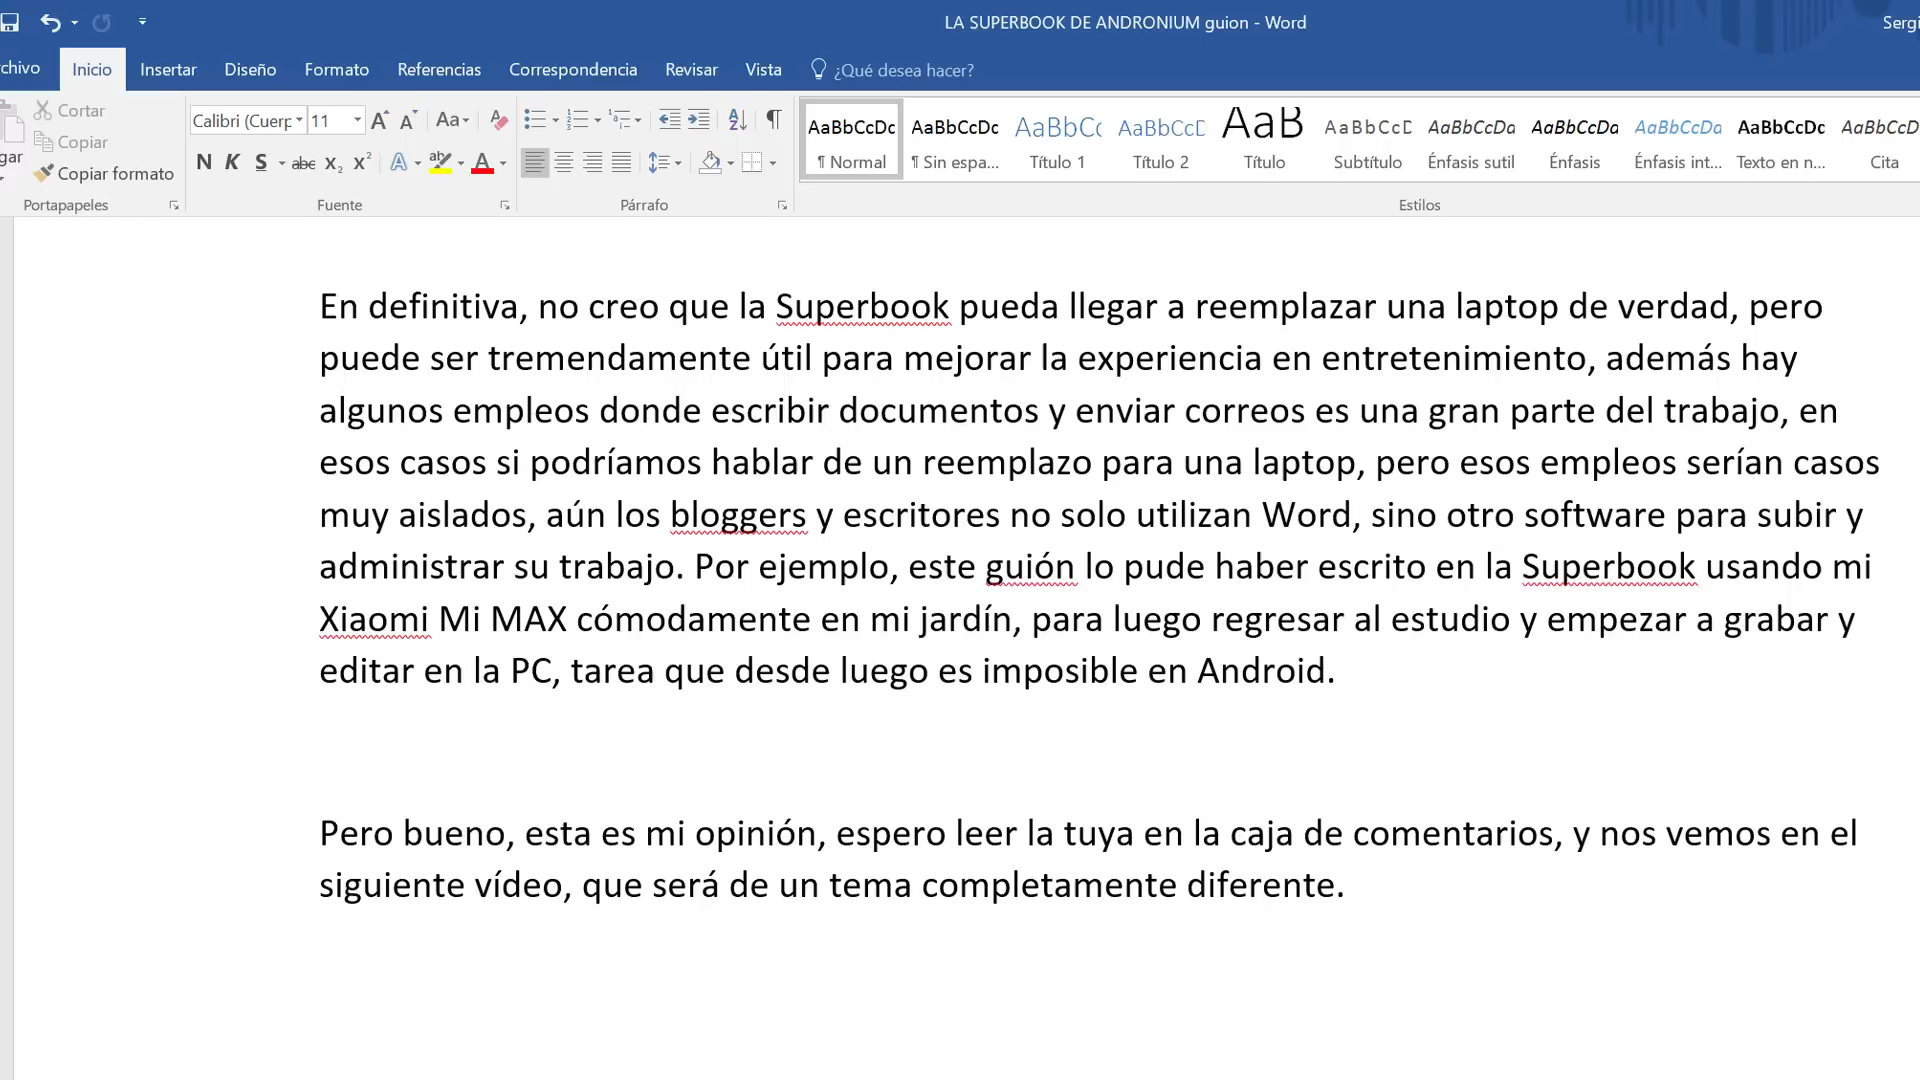 LA SUPERBOOK DE ANDRONIUM guion - Word
Sergi
chivo Inicio Insertar Diseño Formato Referencias Correspondencia Revisar Vista ¿Qué desea hacer?
Cortar
Copiar
gar
Copiar formato
Portapapeles
Calibri (Cuerp 11 Aa
N K S abc x₂ x² A aby A
Fuente
Párrafo
AaBbCcDc AaBbCcDc AaBbCc AaBbCcD AaB AaBbCcD AaBbCcDa AaBbCcDa AaBbCcDa AaBbCcDc AaBbCcD
¶ Normal ¶ Sin espa... Título 1 Título 2 Título Subtítulo Énfasis sutil Énfasis Énfasis int... Texto en n... Cita
Estilos
En definitiva, no creo que la Superbook pueda llegar a reemplazar una laptop de verdad, pero
puede ser tremendamente útil para mejorar la experiencia en entretenimiento, además hay
algunos empleos donde escribir documentos y enviar correos es una gran parte del trabajo, en
esos casos si podríamos hablar de un reemplazo para una laptop, pero esos empleos serían casos
muy aislados, aún los bloggers y escritores no solo utilizan Word, sino otro software para subir y
administrar su trabajo. Por ejemplo, este guión lo pude haber escrito en la Superbook usando mi
Xiaomi Mi MAX cómodamente en mi jardín, para luego regresar al estudio y empezar a grabar y
editar en la PC, tarea que desde luego es imposible en Android.
Pero bueno, esta es mi opinión, espero leer la tuya en la caja de comentarios, y nos vemos en el
siguiente vídeo, que será de un tema completamente diferente.